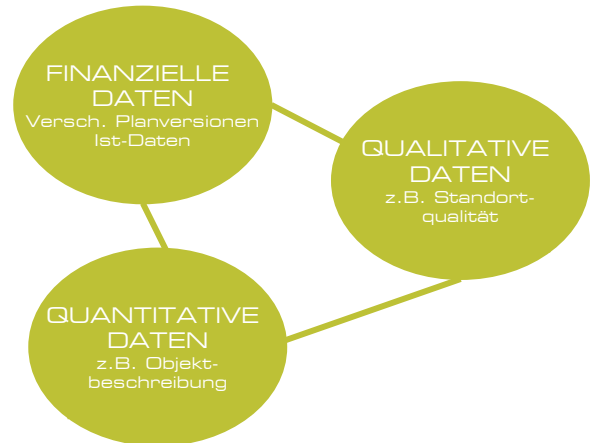 FINANZIELLE
DATEN
Versch. Planversionen
Ist-Daten
QUALITATIVE
DATEN
z.B. Standort-
qualität
QUANTITATIVE
DATEN
z.B. Objekt-
beschreibung